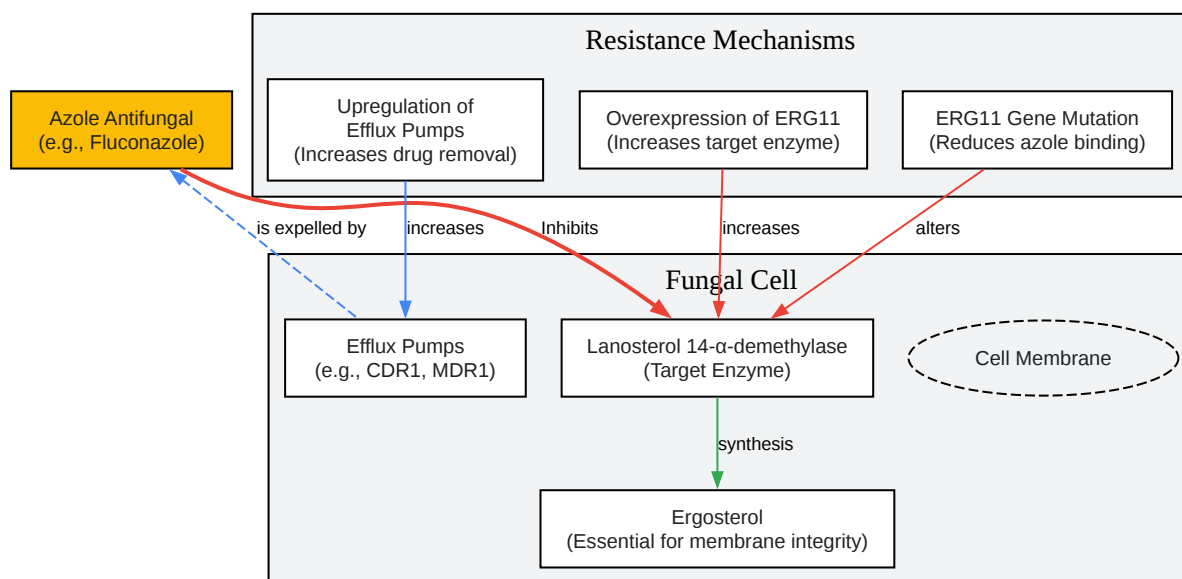 Resistance Mechanisms
Azole Antifungal
(e.g., Fluconazole)
Upregulation of
Efflux Pumps
(Increases drug removal)
Overexpression of ERG11
(Increases target enzyme)
ERG11 Gene Mutation
(Reduces azole binding)
is expelled by
increases
Inhibits
increases
alters
Fungal Cell
Efflux Pumps
(e.g., CDR1, MDR1)
Lanosterol 14-α-demethylase
(Target Enzyme)
Cell Membrane
synthesis
Ergosterol
(Essential for membrane integrity)